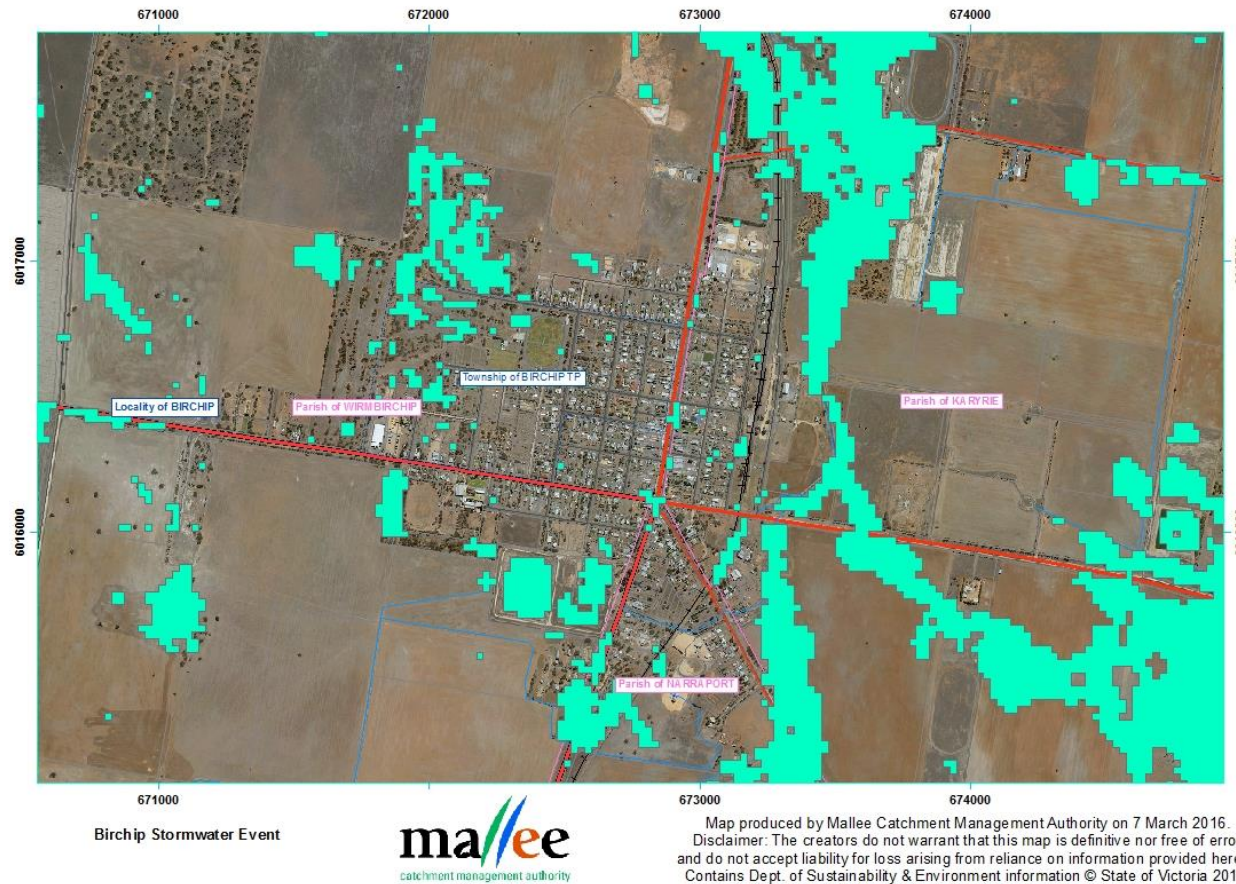 671000 672000 673000 674000
6017000
Township of BIRCHIP TP
Locality of BIRCHIP
Parish of WIRMBIRCHIP
Parish of KARYRIE
6016000
Parish of NARRAPORT
671000 672000 673000 674000
Birchip Stormwater Event
mallee
catchment management authority
Map produced by Mallee Catchment Management Authority on 7 March 2016.
Disclaimer: The creators do not warrant that this map is definitive nor free of erro
and do not accept liability for loss arising from reliance on information provided here
Contains Dept. of Sustainability & Environment information © State of Victoria 201